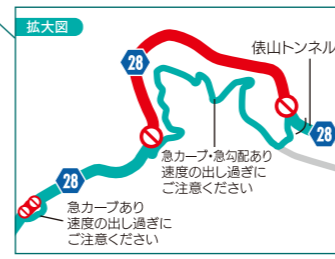 拡大図
28
俵山トンネル
28
急カーブ・急勾配あり
速度の出し過ぎに
ご注意ください
28
急カーブあり
速度の出し過ぎに
ご注意ください